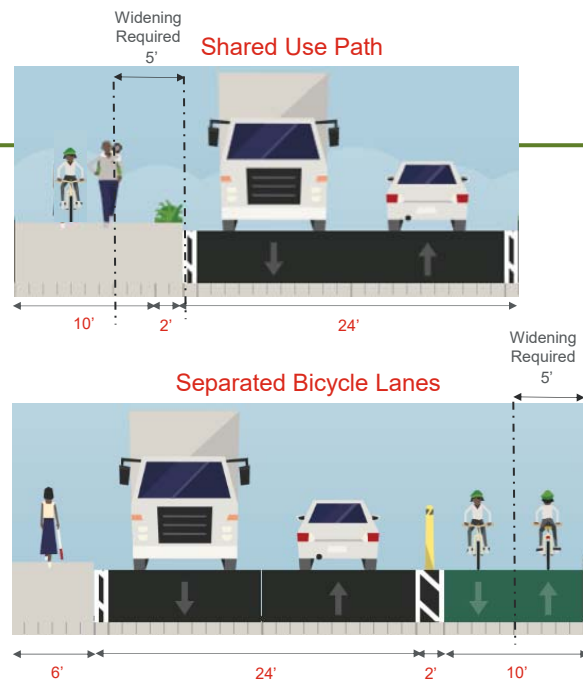 Widening
Required
5’
Shared Use Path
10’
2’
24’
Widening
Required
5’
Separated Bicycle Lanes
6’
24’
2’
10’